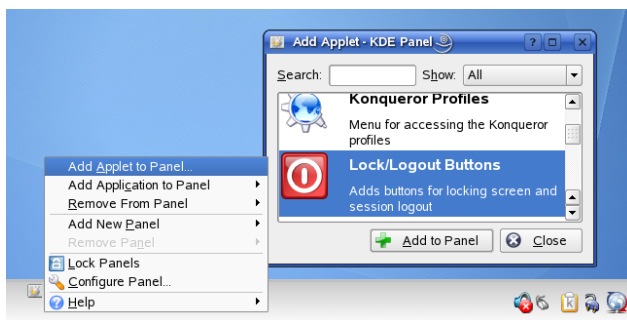 Add Applet - KDE Panel
Search:
Show: All
Konqueror Profiles
Menu for accessing the Konqueror
profiles
Lock/Logout Buttons
Adds buttons for locking screen and
session logout
Add to Panel
Close
Add Applet to Panel...
Add Application to Panel
Remove From Panel
Add New Panel
Remove Panel
Lock Panels
Configure Panel...
Help